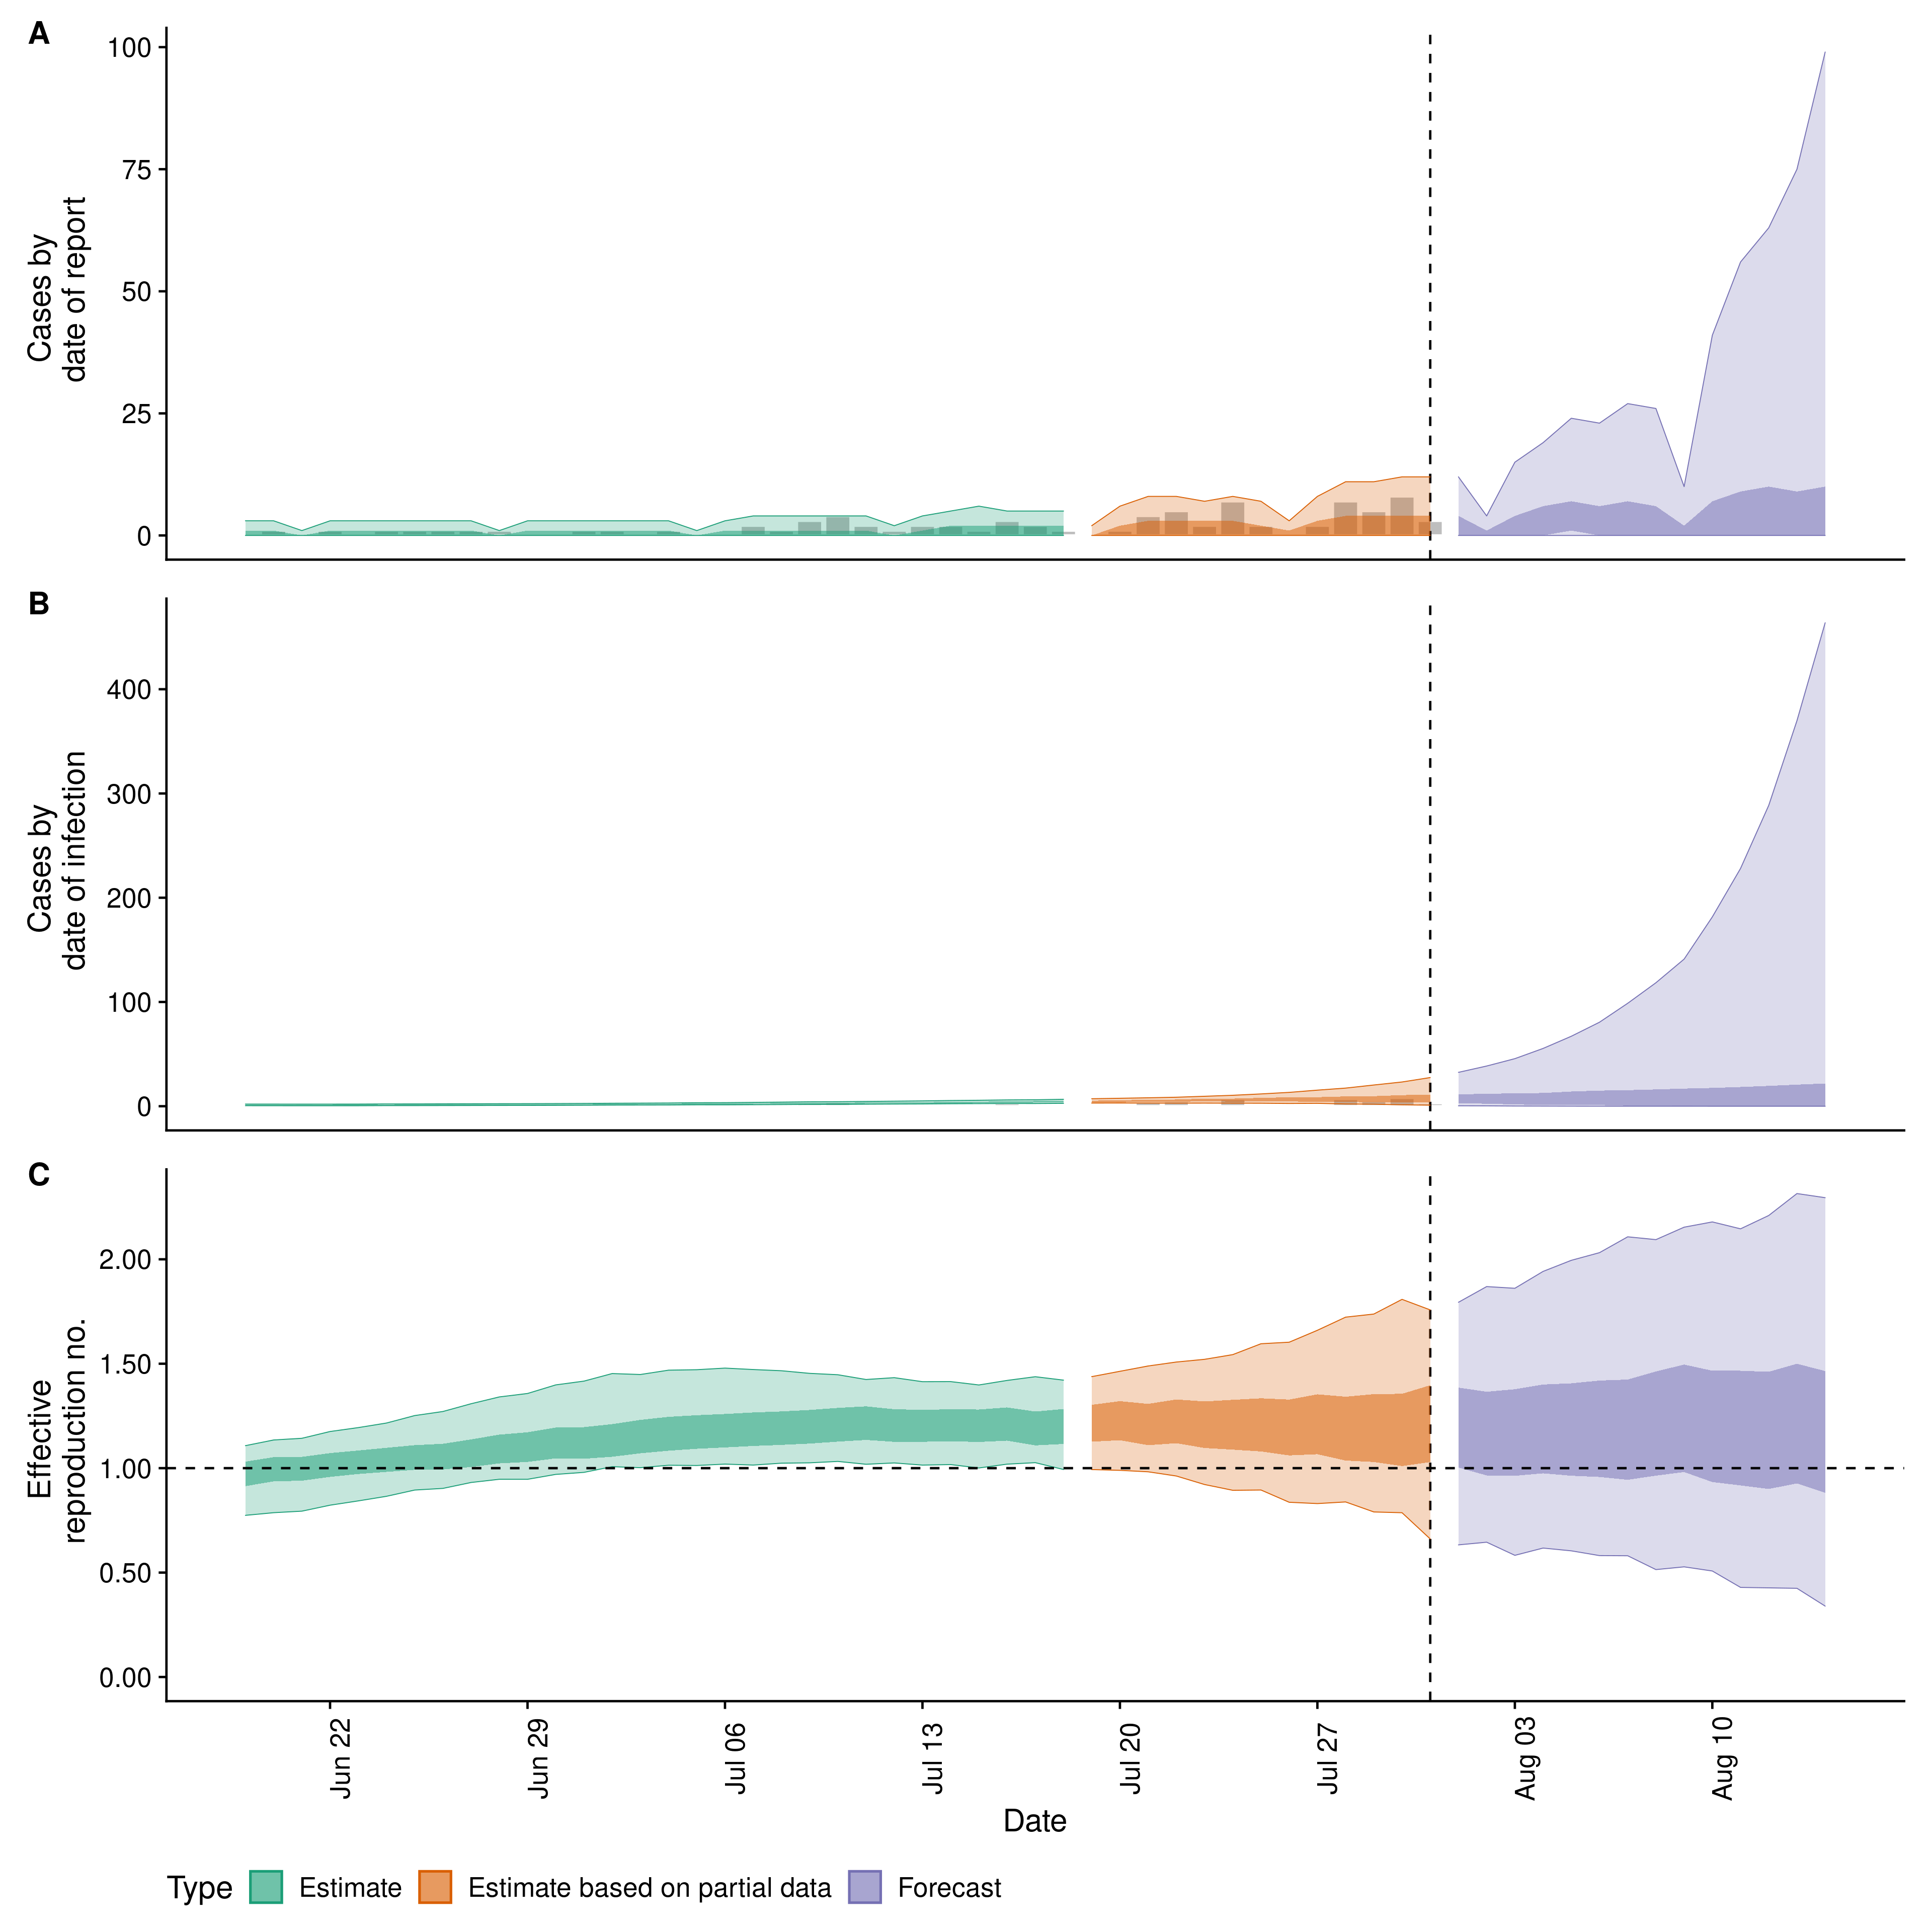 A
100
75
50
25
0
Cases by
date of report
B
400
300
200
100
0
Cases by
date of infection
C
2.00
1.50
1.00
0.50
0.00
Effective
reproduction no.
Jun 22
Jun 29
Jul 06
Jul 13
Jul 20
Jul 27
Aug 03
Aug 10
Date
Type Estimate Estimate based on partial data Forecast